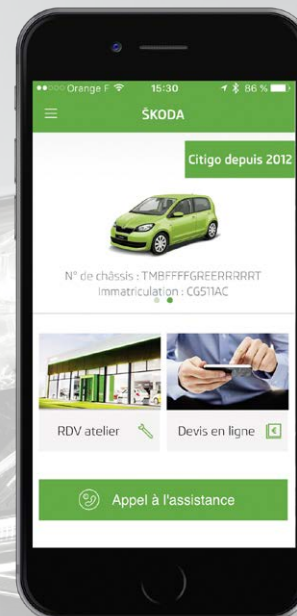 Orange F 15:30 86 %
ŠKODA
Citigo depuis 2012
N° de châssis : TMBFFFFGREERRRRRT
Immatriculation : CG511AC
RDV atelier
Devis en ligne
€
Appel à l'assistance